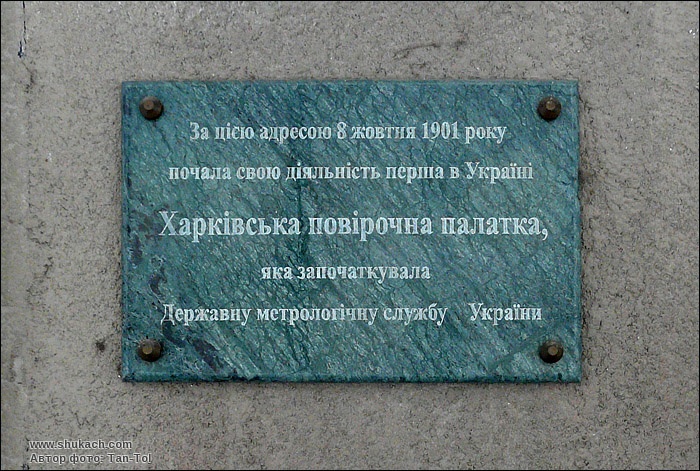 За цією адресою 8 жовтня 1901 року
почала свою діяльність перша в Україні
Харківська повірочна палатка,
яка започаткувала
Державну метрологічну службу України
www.shukach.com
Автор фото: Tan-Tol